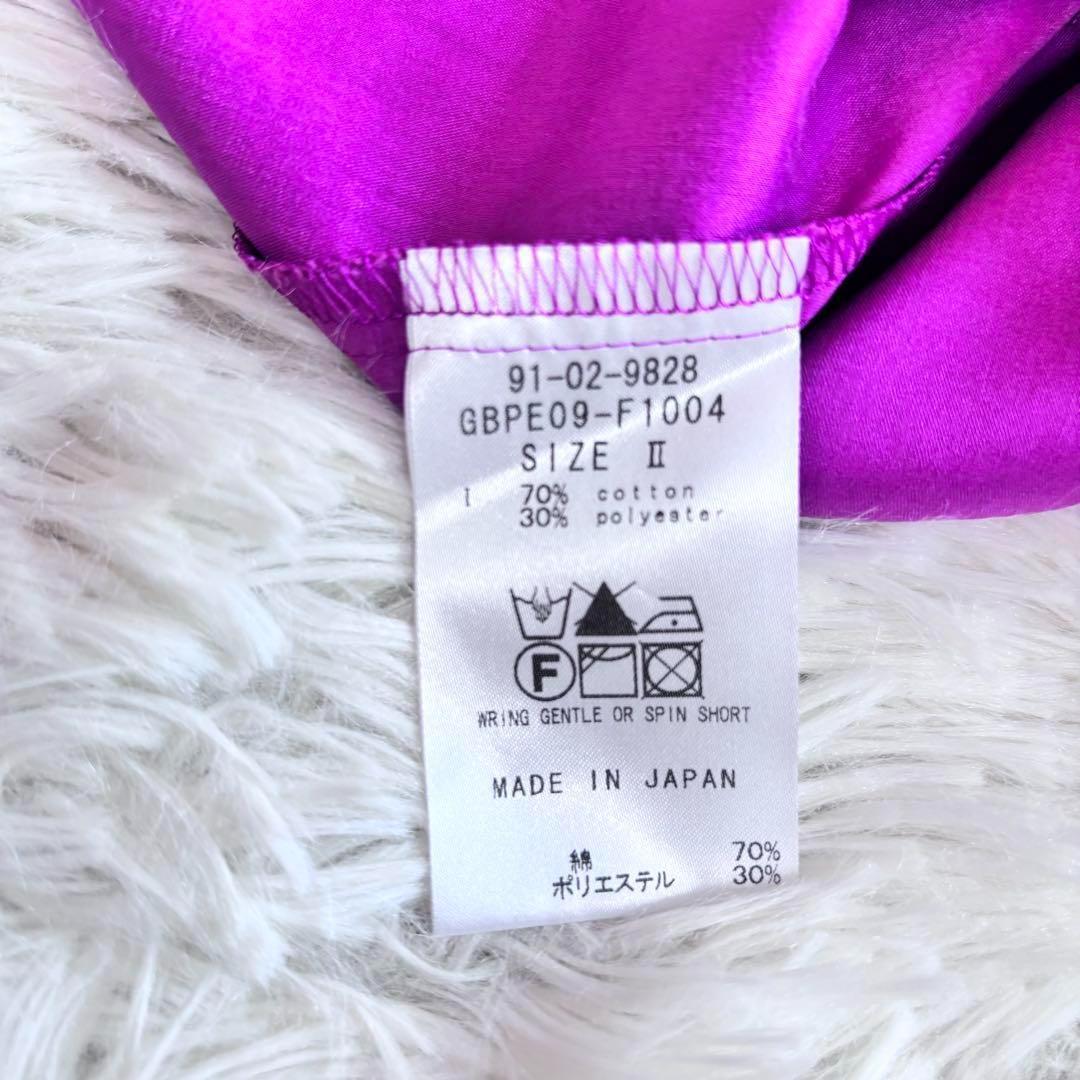 91-02-9828
GBPE09-F1004
SIZE Ⅱ
I 70% cotton
30% polyester
F
WRING GENTLE OR SPIN SHORT
MADE IN JAPAN
綿 70%
ポリエステル 30%